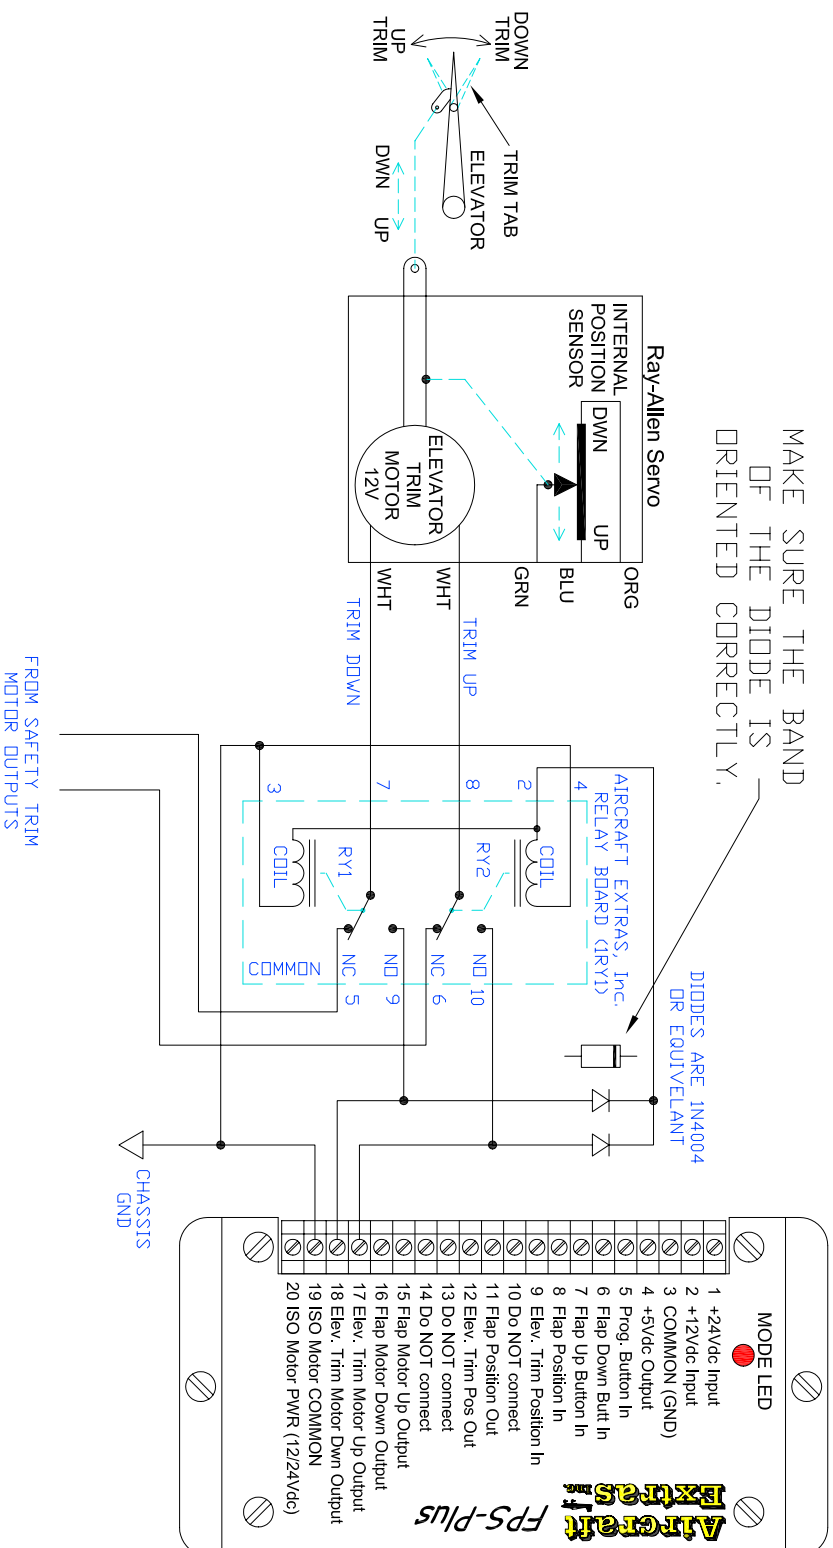 DOWN
TRIM
UP
TRIM
TRIM TAB
ELEVATOR
DWN
UP
Ray-Allen Servo
INTERNAL
POSITION
SENSOR
DWN
UP
ELEVATOR
TRIM
MOTOR
12V
ORG
BLU
GRN
WHT
WHT
TRIM UP
TRIM DOWN
MAKE SURE THE BAND
OF THE DIODE IS
ORIENTED CORRECTLY.
FROM SAFETY TRIM
MOTOR OUTPUTS
AIRCRAFT EXTRAS, Inc.
RELAY BOARD (1RY1)
4
2
8
7
3
COIL
RY2
RY1
COIL
NO 10
NC 6
NO 9
NC 5
COMMON
DIODES ARE 1N4004
OR EQUIVELANT
CHASSIS
GND
MODE LED
1 +24Vdc Input
2 +12Vdc Input
3 COMMON (GND)
4 +5Vdc Output
5 Prog. Button In
6 Flap Down Butt In
7 Flap Up Button In
8 Flap Position In
9 Elev. Trim Position In
10 Do NOT connect
11 Flap Position Out
12 Elev. Trim Pos Out
13 Do NOT connect
14 Do NOT connect
15 Flap Motor Up Output
16 Flap Motor Down Output
17 Elev. Trim Motor Up Output
18 Elev. Trim Motor Dwn Output
19 ISO Motor COMMON
20 ISO Motor PWR (12/24Vdc)
Aircraft
Extras
Inc
FPS-Plus